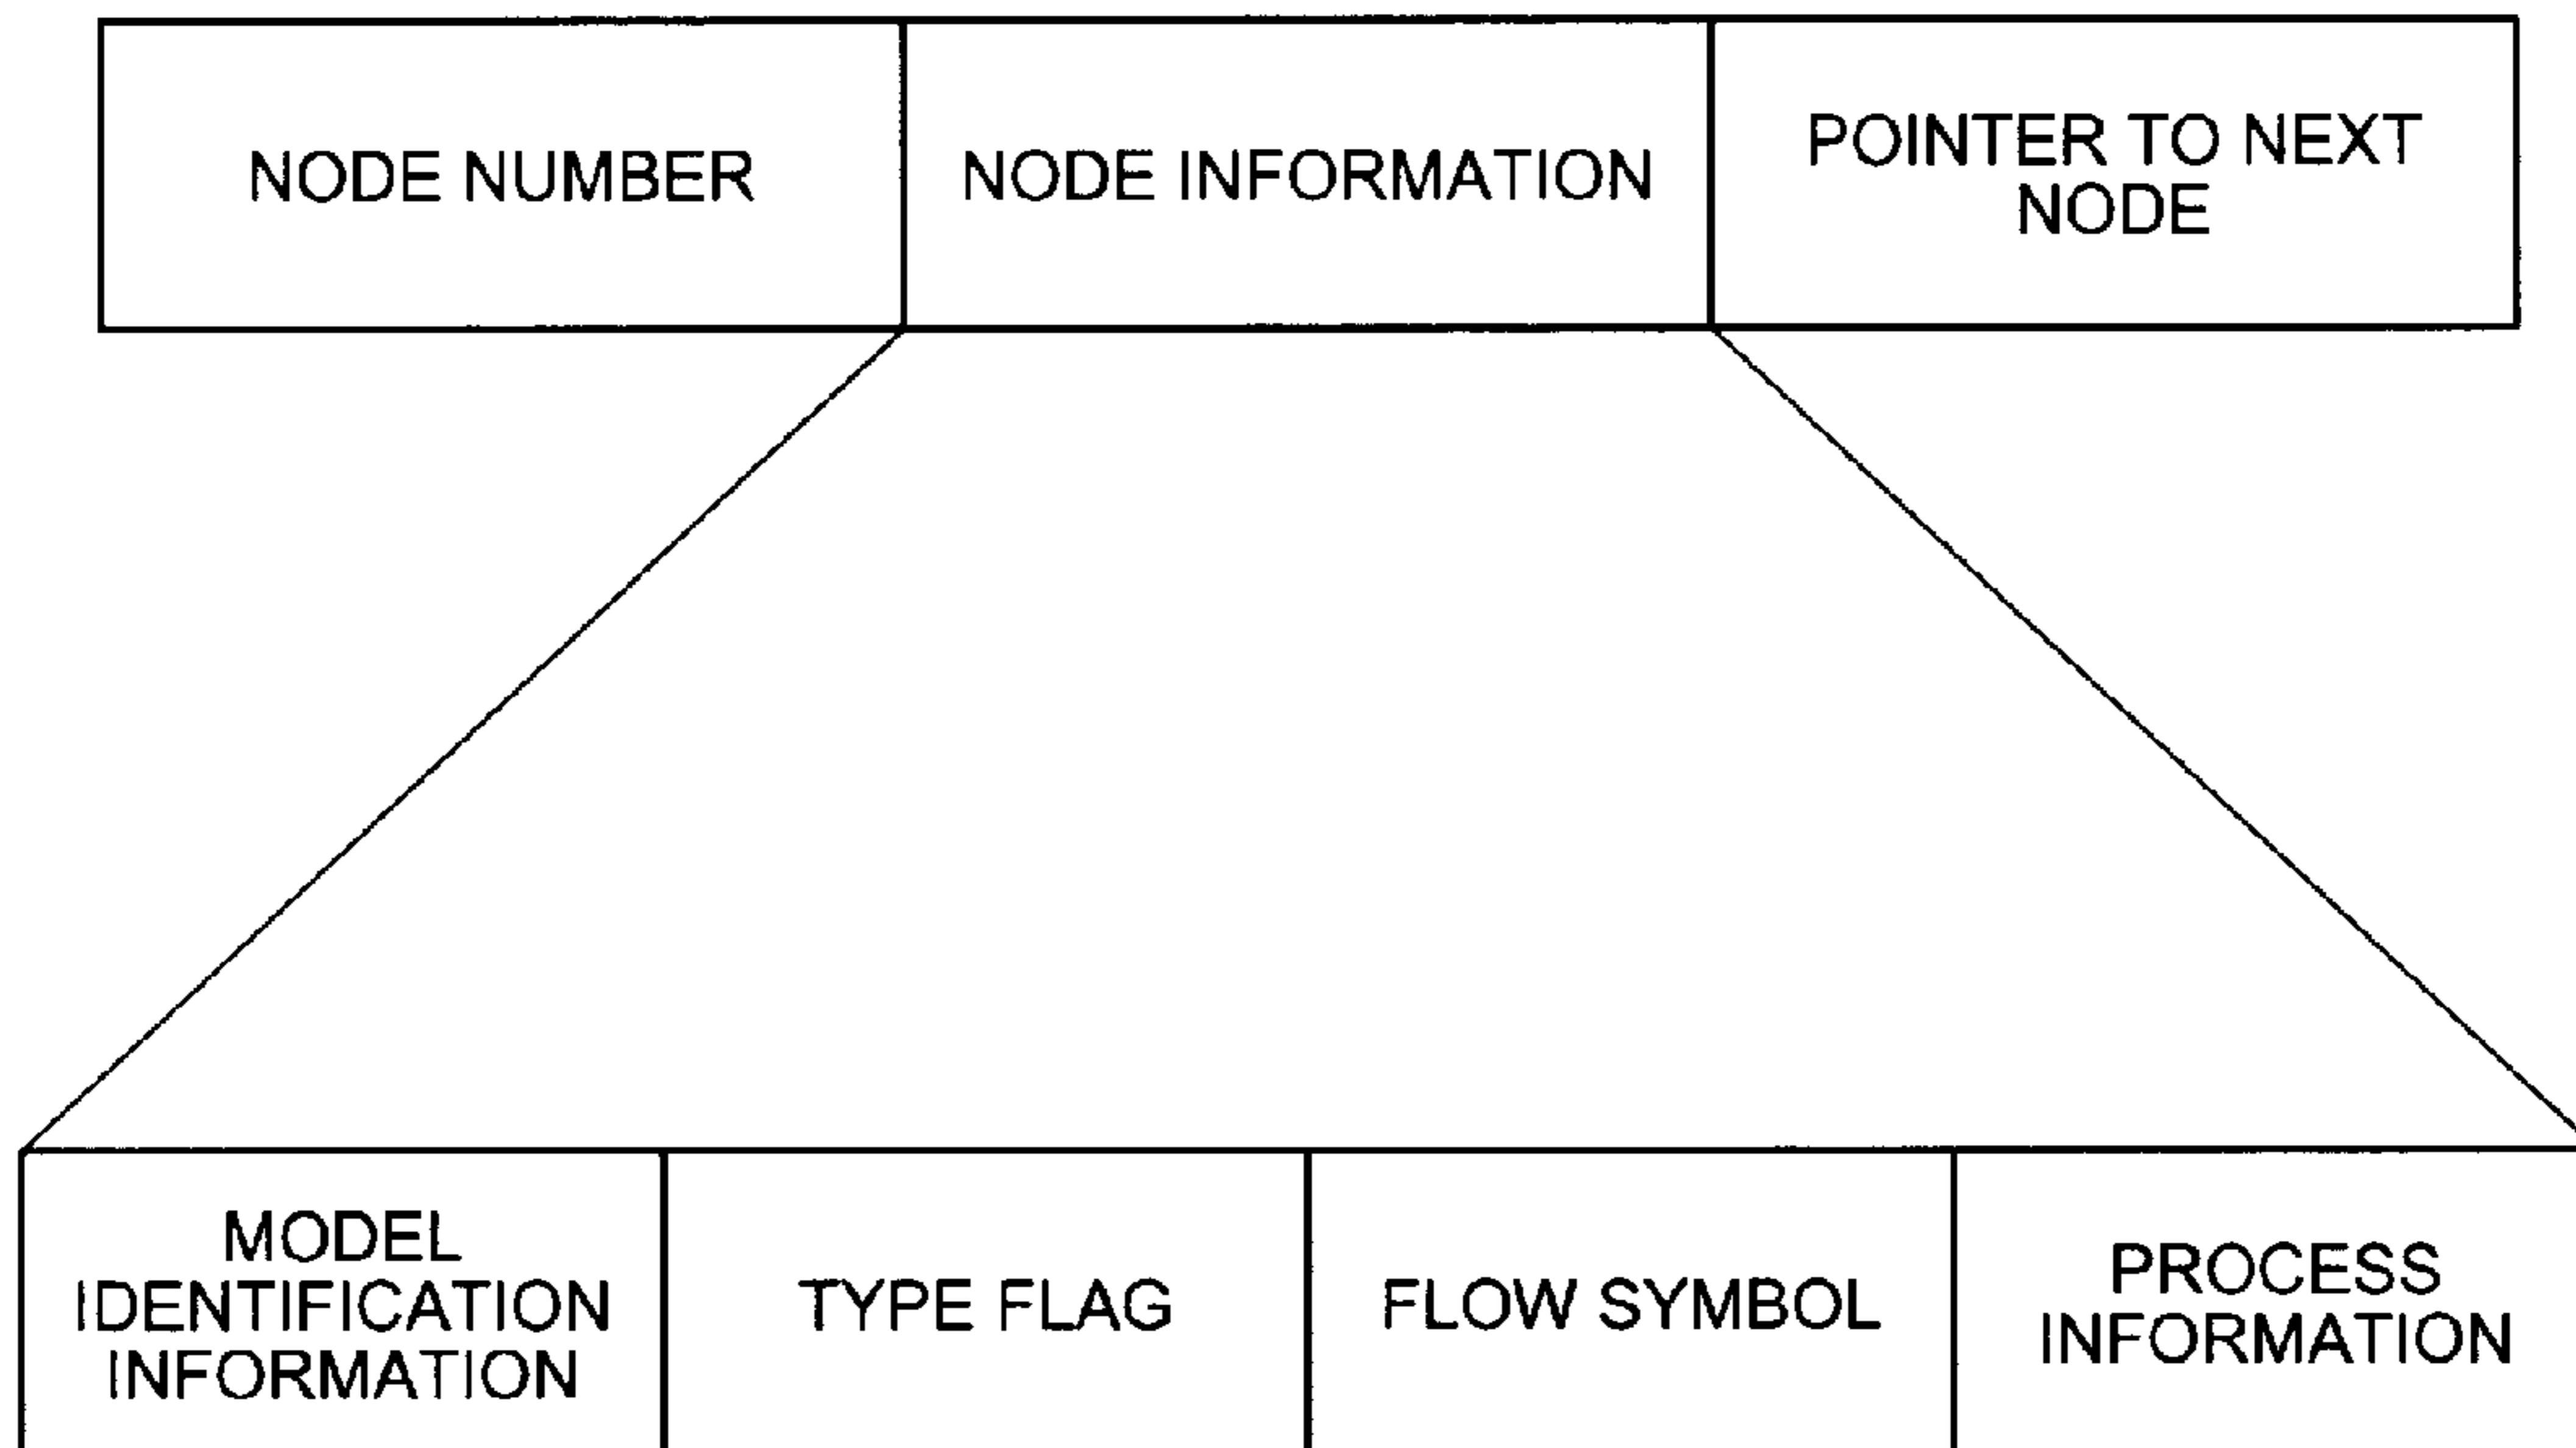 NODE NUMBER
NODE INFORMATION
POINTER TO NEXT
NODE
MODEL
IDENTIFICATION
INFORMATION
TYPE FLAG
FLOW SYMBOL
PROCESS
INFORMATION